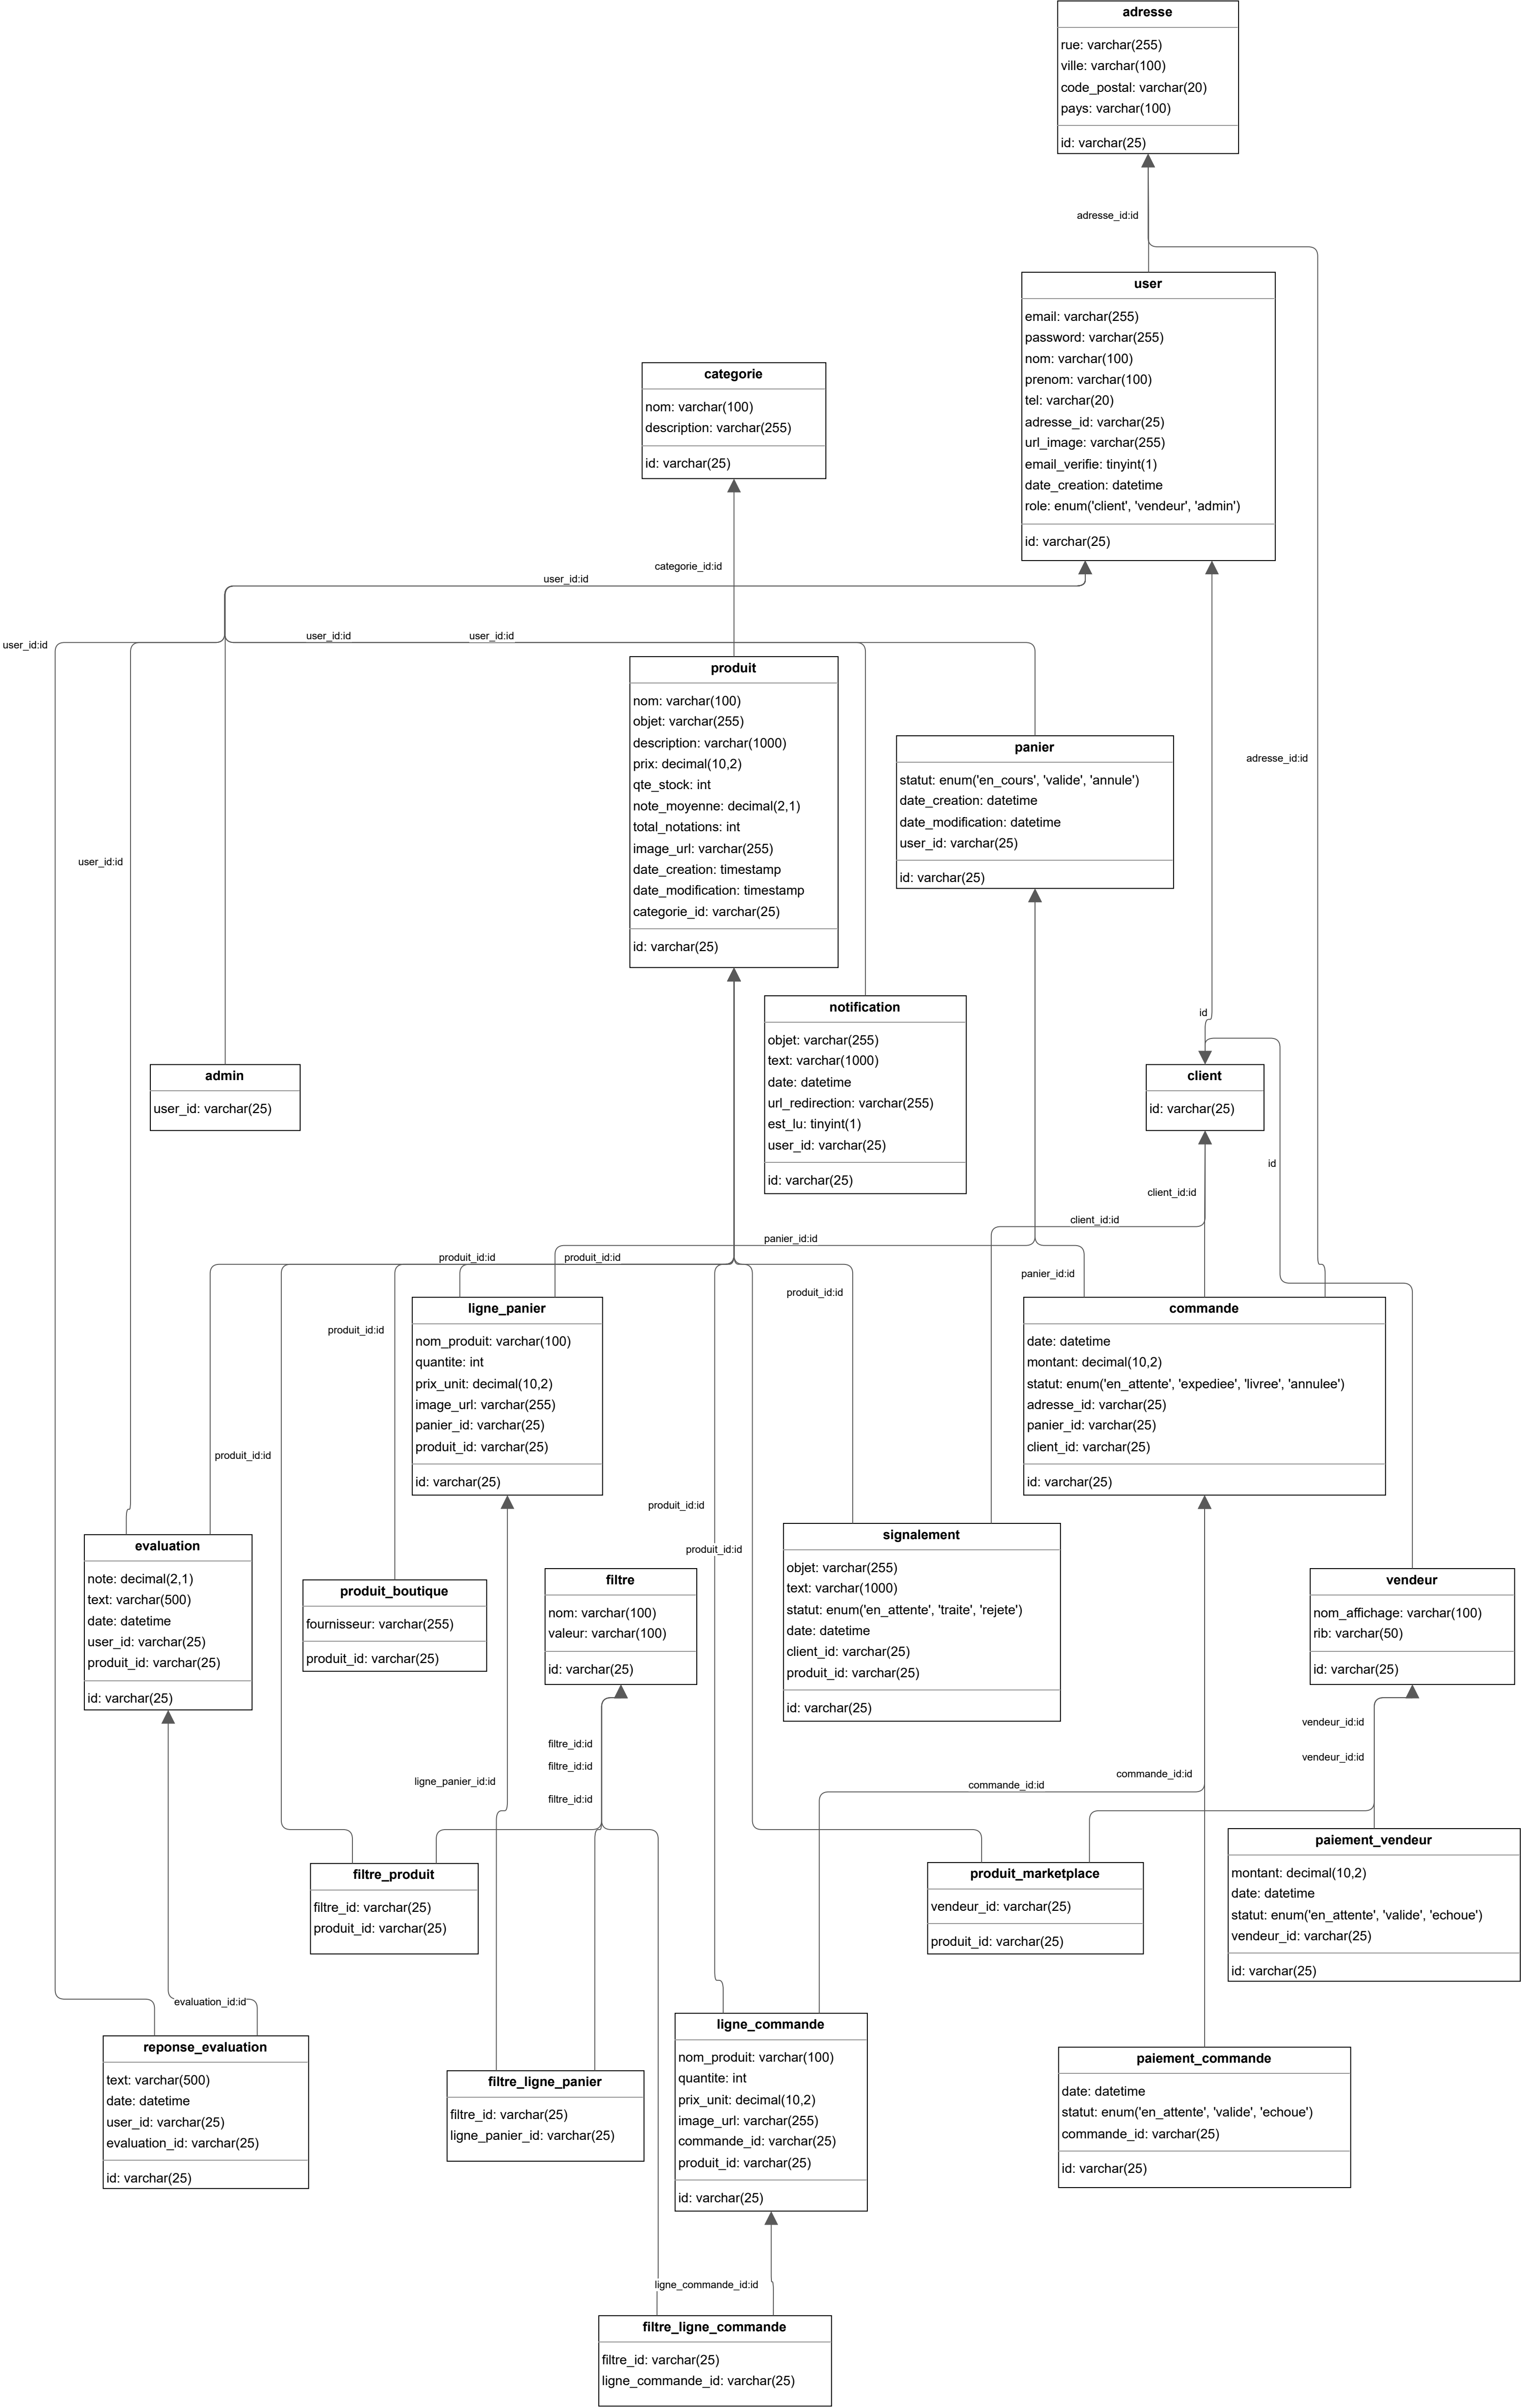 adresse
rue: varchar(255)
ville: varchar(100)
code_postal: varchar(20)
pays: varchar(100)
id: varchar(25)
adresse_id:id
user
email: varchar(255)
password: varchar(255)
nom: varchar(100)
prenom: varchar(100)
tel: varchar(20)
adresse_id: varchar(25)
url_image: varchar(255)
email_verifie: tinyint(1)
date_creation: datetime
role: enum('client', 'vendeur', 'admin')
id: varchar(25)
categorie
nom: varchar(100)
description: varchar(255)
id: varchar(25)
categorie_id:id
user_id:id
user_id:id
user_id:id
user_id:id
user_id:id
adresse_id:id
produit
nom: varchar(100)
objet: varchar(255)
description: varchar(1000)
prix: decimal(10,2)
qte_stock: int
note_moyenne: decimal(2,1)
total_notations: int
image_url: varchar(255)
date_creation: timestamp
date_modification: timestamp
categorie_id: varchar(25)
id: varchar(25)
panier
statut: enum('en_cours', 'valide', 'annule')
date_creation: datetime
date_modification: datetime
user_id: varchar(25)
id: varchar(25)
notification
objet: varchar(255)
text: varchar(1000)
date: datetime
url_redirection: varchar(255)
est_lu: tinyint(1)
user_id: varchar(25)
id: varchar(25)
admin
user_id: varchar(25)
id
client
id: varchar(25)
id
client_id:id
client_id:id
panier_id:id
panier_id:id
produit_id:id
produit_id:id
produit_id:id
produit_id:id
produit_id:id
produit_id:id
produit_id:id
ligne_panier
nom_produit: varchar(100)
quantite: int
prix_unit: decimal(10,2)
image_url: varchar(255)
panier_id: varchar(25)
produit_id: varchar(25)
id: varchar(25)
commande
date: datetime
montant: decimal(10,2)
statut: enum('en_attente', 'expediee', 'livree', 'annulee')
adresse_id: varchar(25)
panier_id: varchar(25)
client_id: varchar(25)
id: varchar(25)
evaluation
note: decimal(2,1)
text: varchar(500)
date: datetime
user_id: varchar(25)
produit_id: varchar(25)
id: varchar(25)
produit_boutique
fournisseur: varchar(255)
produit_id: varchar(25)
filtre
nom: varchar(100)
valeur: varchar(100)
id: varchar(25)
signalement
objet: varchar(255)
text: varchar(1000)
statut: enum('en_attente', 'traite', 'rejete')
date: datetime
client_id: varchar(25)
produit_id: varchar(25)
id: varchar(25)
vendeur
nom_affichage: varchar(100)
rib: varchar(50)
id: varchar(25)
vendeur_id:id
vendeur_id:id
filtre_id:id
filtre_id:id
filtre_id:id
ligne_panier_id:id
commande_id:id
commande_id:id
filtre_produit
filtre_id: varchar(25)
produit_id: varchar(25)
produit_marketplace
vendeur_id: varchar(25)
produit_id: varchar(25)
paiement_vendeur
montant: decimal(10,2)
date: datetime
statut: enum('en_attente', 'valide', 'echoue')
vendeur_id: varchar(25)
id: varchar(25)
evaluation_id:id
reponse_evaluation
text: varchar(500)
date: datetime
user_id: varchar(25)
evaluation_id: varchar(25)
id: varchar(25)
filtre_ligne_panier
filtre_id: varchar(25)
ligne_panier_id: varchar(25)
ligne_commande
nom_produit: varchar(100)
quantite: int
prix_unit: decimal(10,2)
image_url: varchar(255)
commande_id: varchar(25)
produit_id: varchar(25)
id: varchar(25)
paiement_commande
date: datetime
statut: enum('en_attente', 'valide', 'echoue')
commande_id: varchar(25)
id: varchar(25)
ligne_commande_id:id
filtre_ligne_commande
filtre_id: varchar(25)
ligne_commande_id: varchar(25)